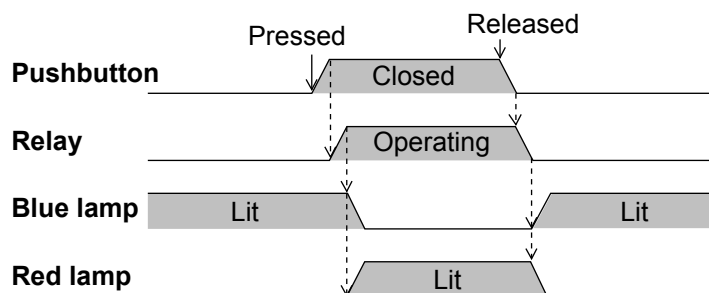 Pressed
Released
Pushbutton
Closed
Relay
Operating
Blue lamp
Lit
Lit
Red lamp
Lit